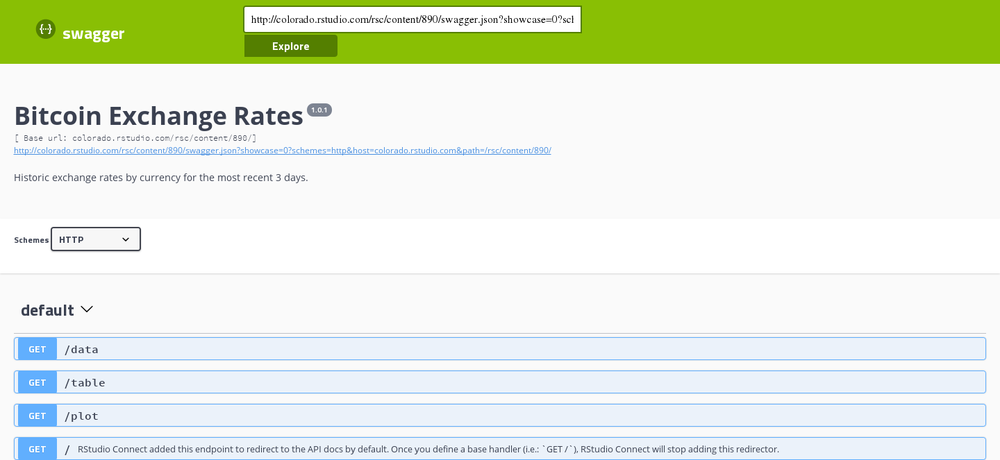 {···} swagger
http://colorado.rstudio.com/rsc/content/890/swagger.json?showcase=0?scl
Explore
Bitcoin Exchange Rates 1.0.1
[ Base url: colorado.rstudio.com/rsc/content/890/]
http://colorado.rstudio.com/rsc/content/890/swagger.json?showcase=0?schemes=http&host=colorado.rstudio.com&path=/rsc/content/890/
Historic exchange rates by currency for the most recent 3 days.
Schemes HTTP
default
GET /data
GET /table
GET /plot
GET / RStudio Connect added this endpoint to redirect to the API docs by default. Once you define a base handler (i.e.: `GET /`), RStudio Connect will stop adding this redirector.